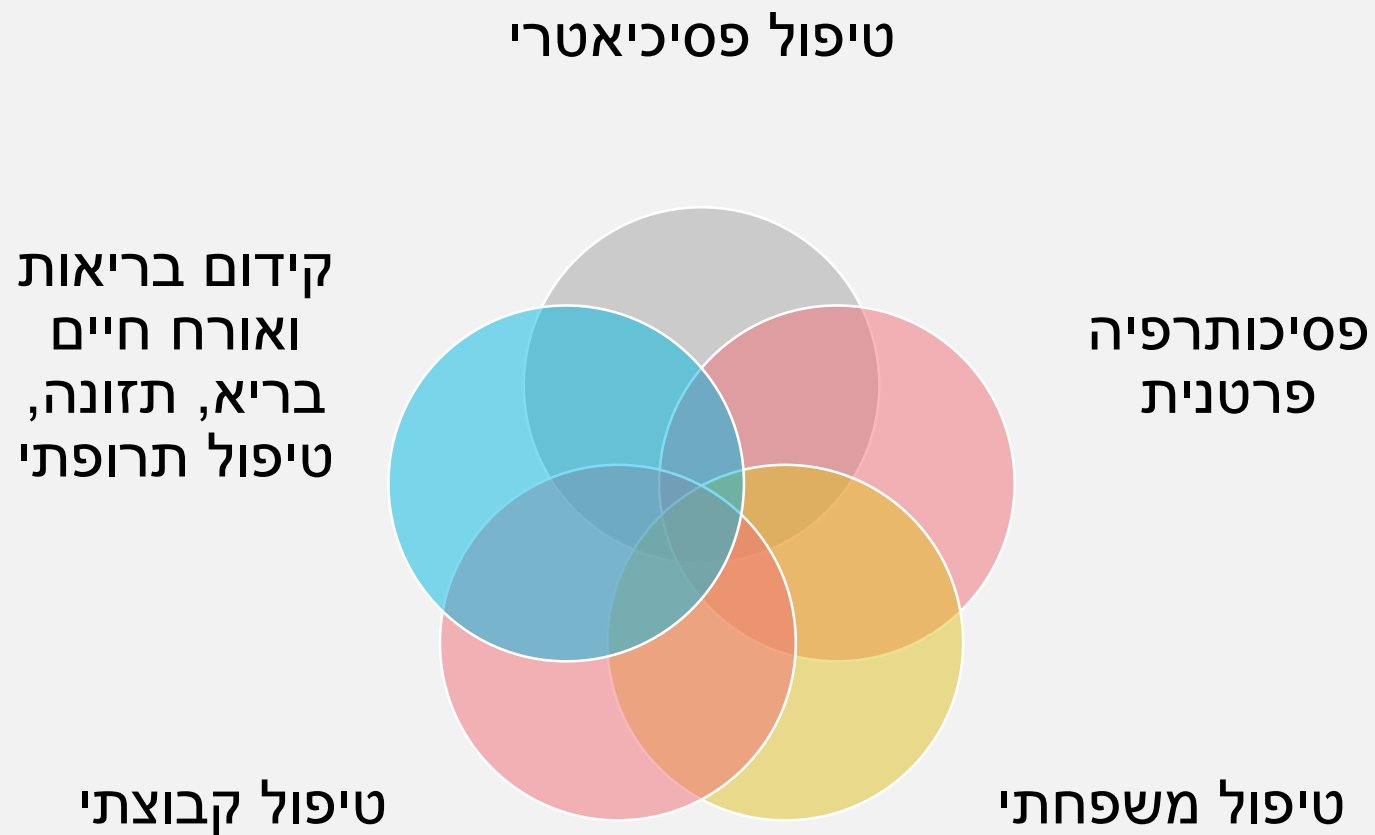 טיפול פסיכיאטרי
פסיכותרפיה
פרטנית
טיפול משפחתי
טיפול קבוצתי
קידום בריאות
ואורח חיים
בריא, תזונה,
טיפול תרופתי